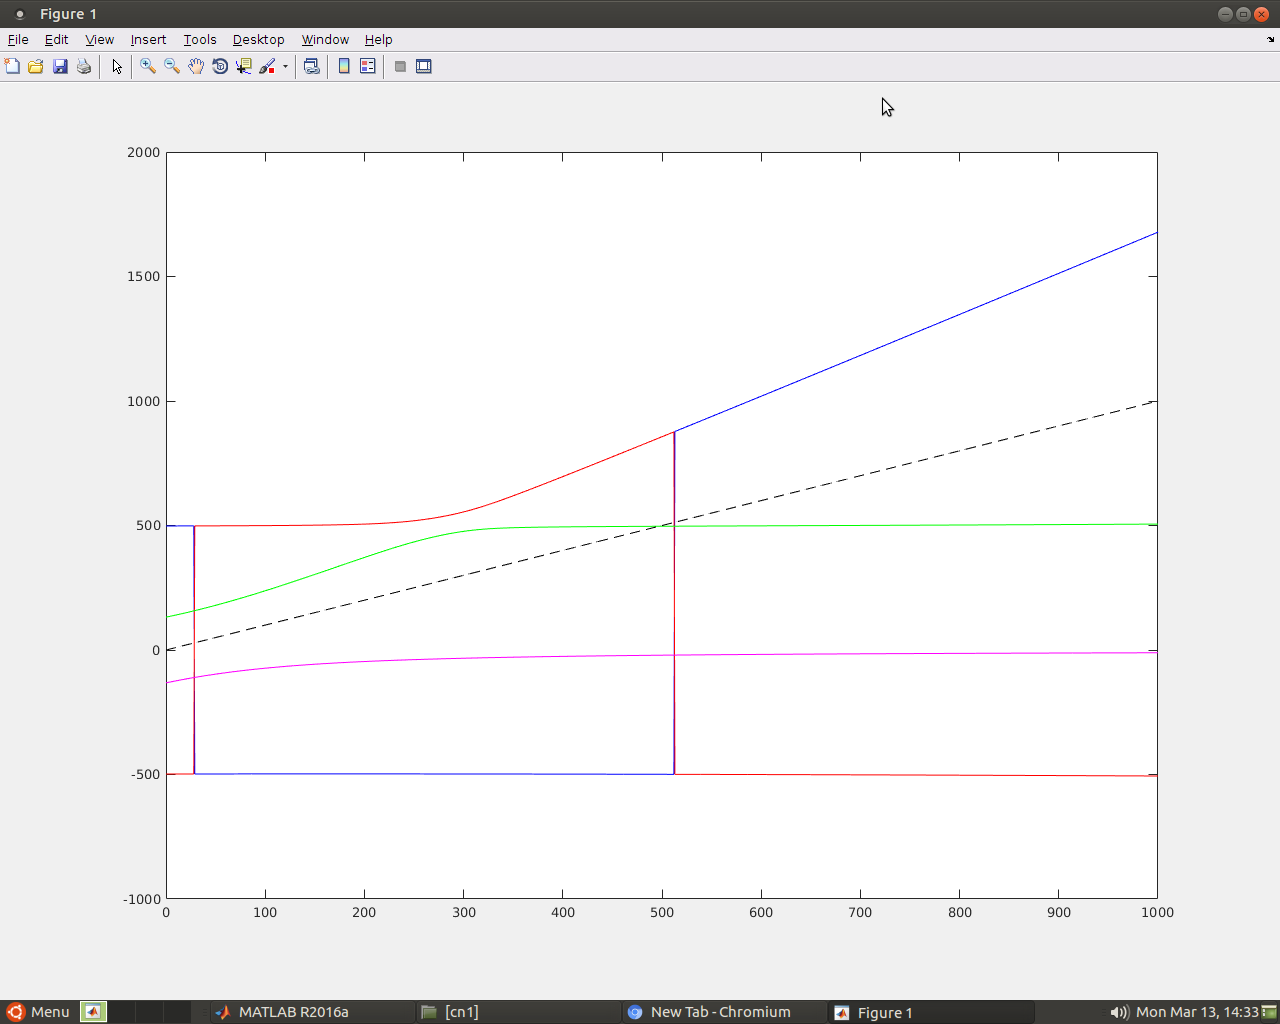 Figure 1
File Edit View Insert Tools Desktop Window Help
2000
1500
1000
500
0
-500
-1000
0 100 200 300 400 500 600 700 800 900 1000
Menu MATLAB R2016a [cn1] New Tab - Chromium Figure 1 Mon Mar 13, 14:33